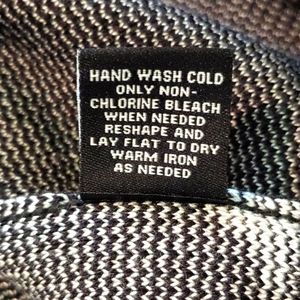 HAND WASH COLD
ONLY NON-
CHLORINE BLEACH
WHEN NEEDED
RESHAPE AND
LAY FLAT TO DRY
WARM IRON
AS NEEDED